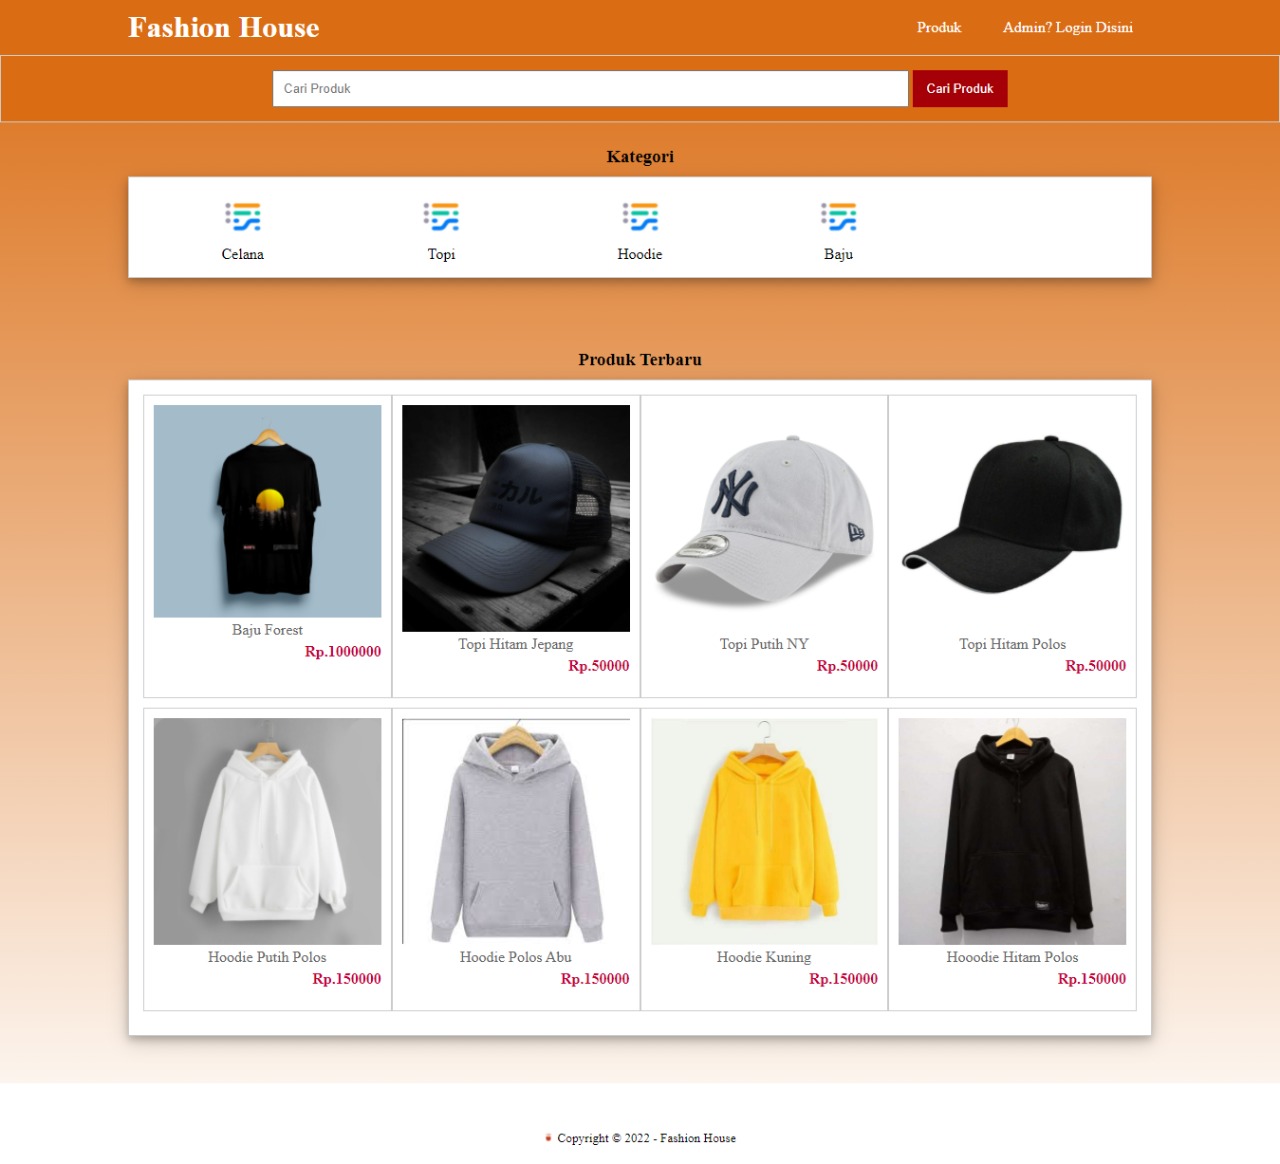 Fashion House
Produk
Admin? Login Disini
Cari Produk
Cari Produk
Kategori
Celana
Topi
Hoodie
Baju
Produk Terbaru
カル
NY
Baju Forest
Rp.1000000
Topi Hitam Jepang
Rp.50000
Topi Putih NY
Rp.50000
Topi Hitam Polos
Rp.50000
Hoodie Putih Polos
Rp.150000
Hoodie Polos Abu
Rp.150000
Hoodie Kuning
Rp.150000
Hooodie Hitam Polos
Rp.150000
Copyright © 2022 - Fashion House